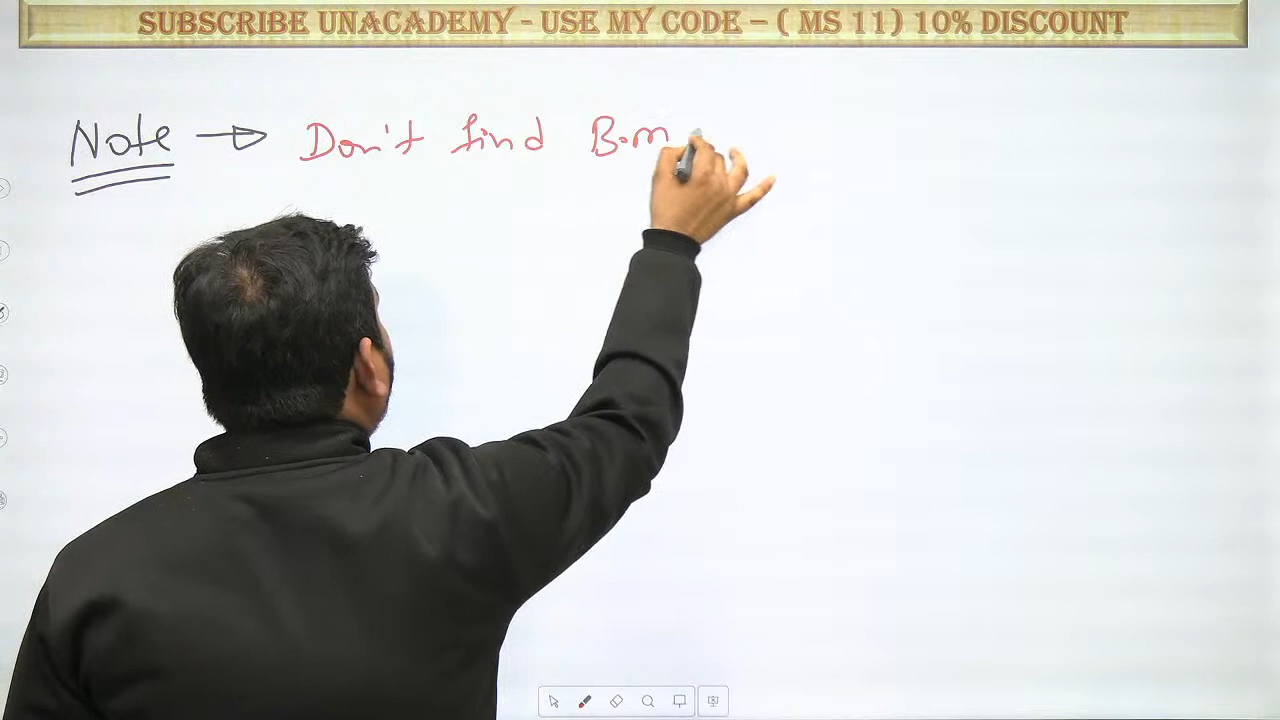 SUBSCRIBE UNACADEMY - USE MY CODE – ( MS 11) 10% DISCOUNT
Note → Don't find B.m